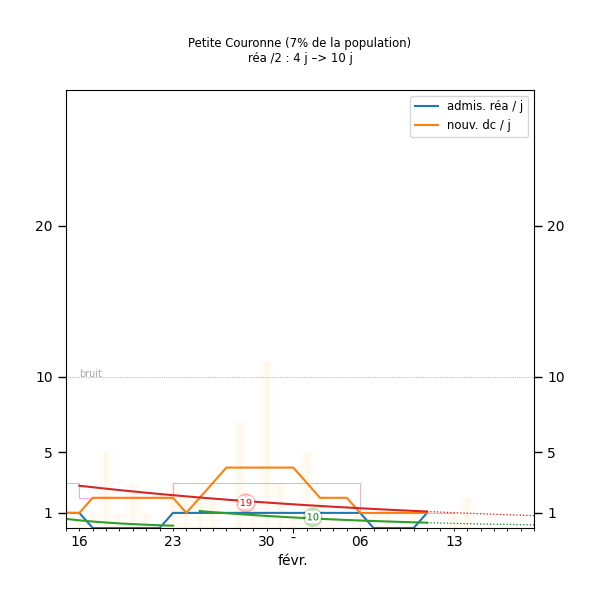 Petite Couronne (7% de la population)
réa /2 : 4 j –> 10 j
admis. réa / j
nouv. dc / j
20
20
bruit
10
10
5
5
19
10
1
1
16
23
30
-
06
13
févr.